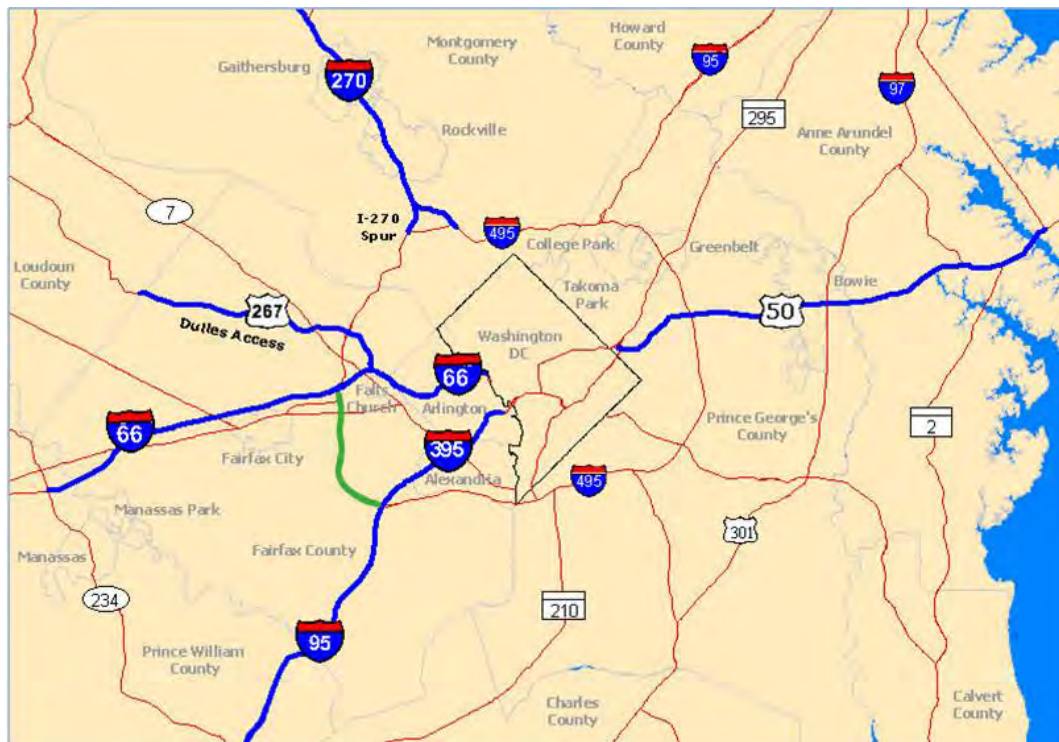 Howard
County
Montgomery
County
95
Gaithersburg
270
97
295
Rockville
Anne Arundel
County
7
I-270
Spur
495
College Park
Greenbelt
Loudoun
County
Bowie
Takoma
Park
267
50
Dulles Access
Washington
DC
66
Falls
Church
Arlington
Prince George's
County
2
66
395
Fairfax City
Alexandria
495
Manassas Park
301
Fairfax County
Manassas
234
210
95
Prince William
County
Charles
County
Calvert
County